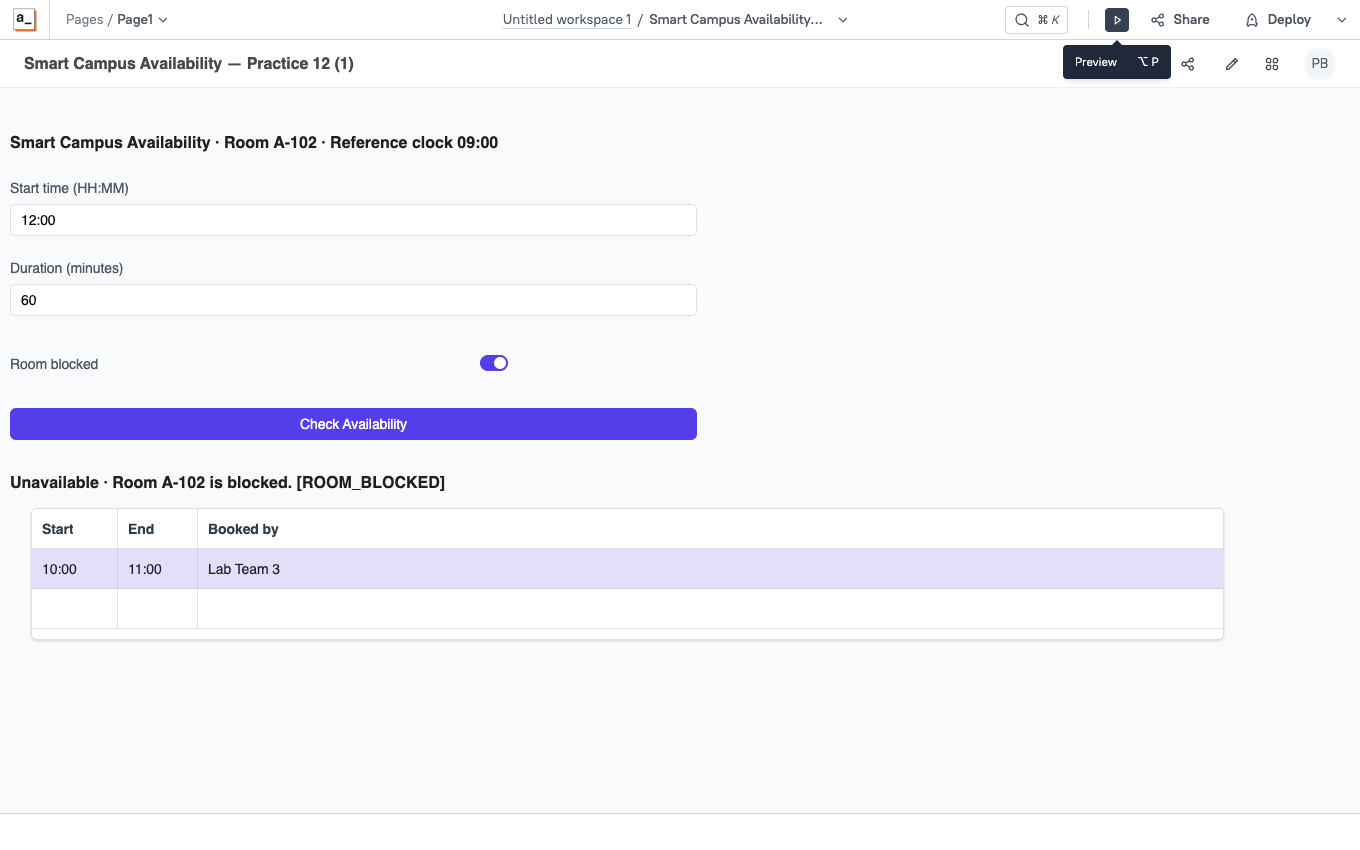 a_ Pages / Page1 Untitled workspace 1 / Smart Campus Availability... ⌘ K Share Deploy
Smart Campus Availability — Practice 12 (1) Preview ⌥ P PB
Smart Campus Availability · Room A-102 · Reference clock 09:00
Start time (HH:MM)
12:00
Duration (minutes)
60
Room blocked
Check Availability
Unavailable · Room A-102 is blocked. [ROOM_BLOCKED]
Start End Booked by
10:00 11:00 Lab Team 3